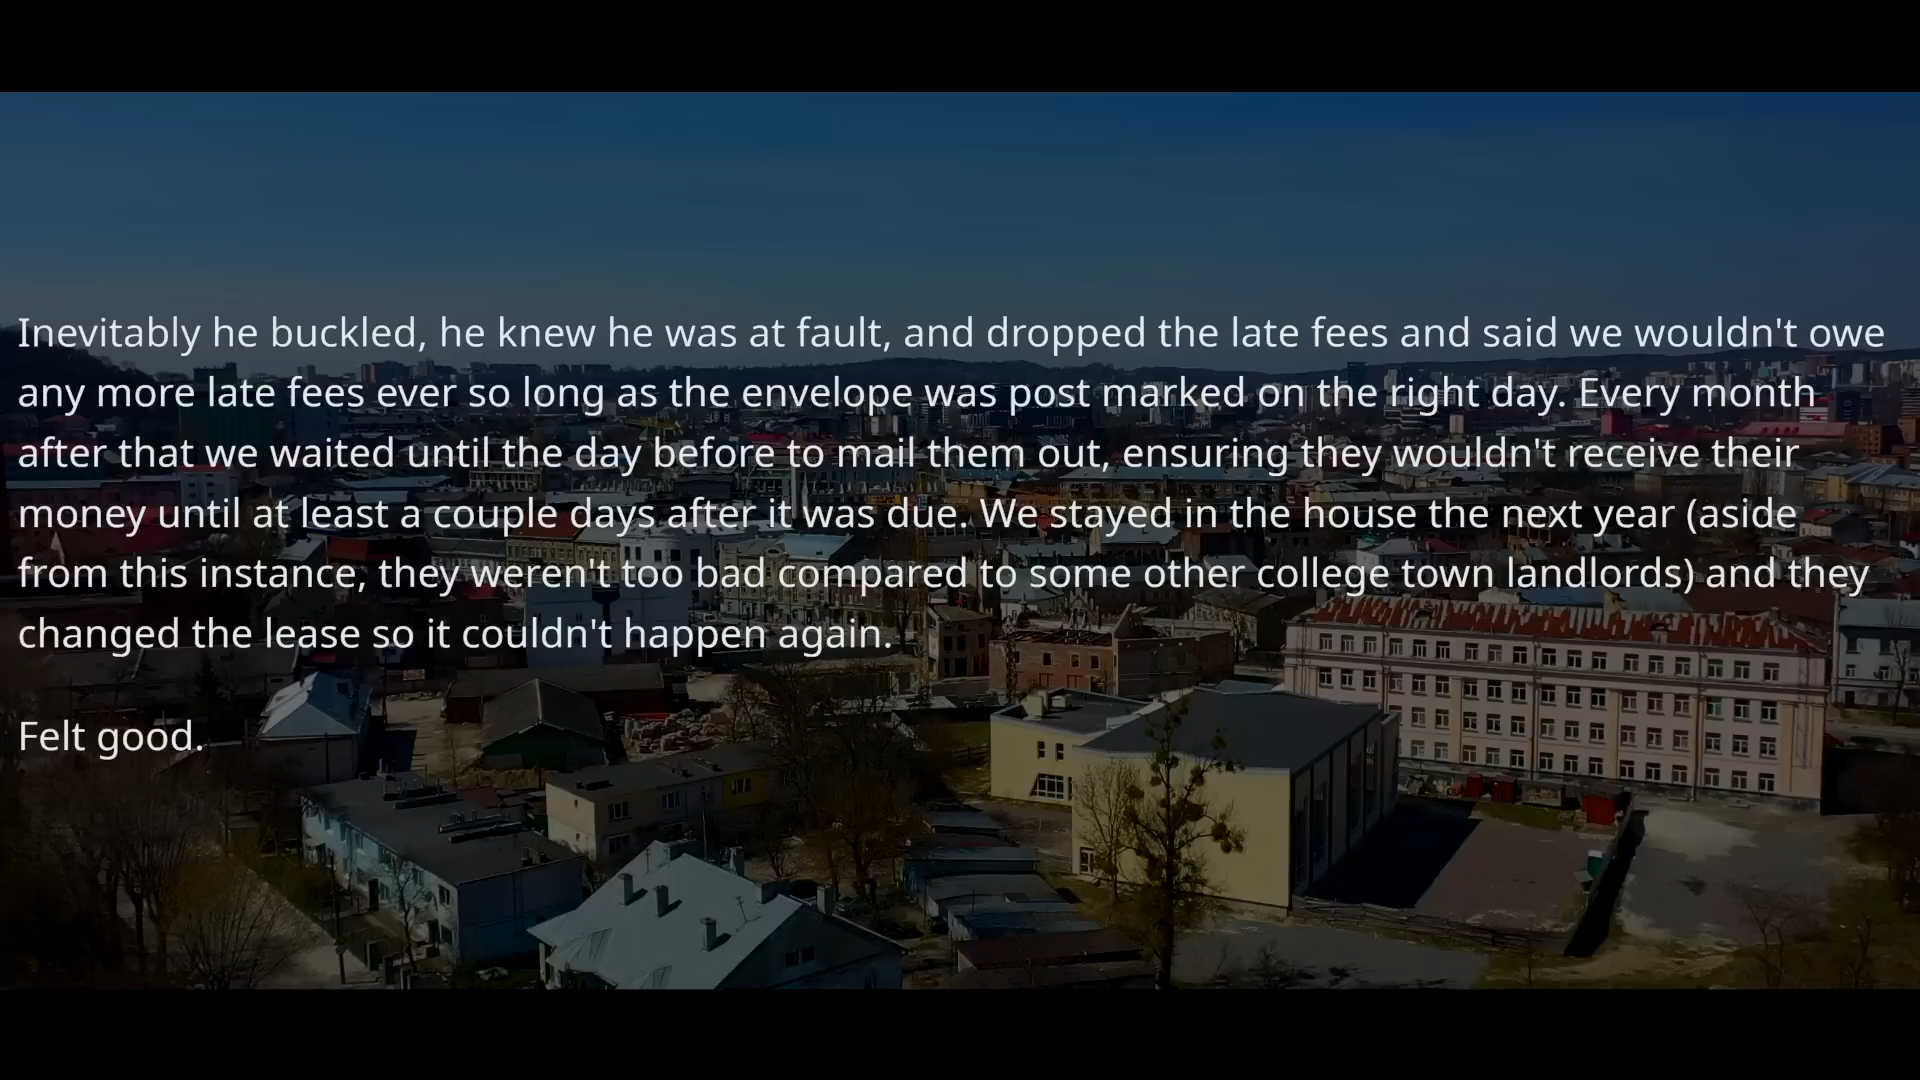 Inevitably he buckled, he knew he was at fault, and dropped the late fees and said we wouldn't owe
any more late fees ever so long as the envelope was post marked on the right day. Every month
after that we waited until the day before to mail them out, ensuring they wouldn't receive their
money until at least a couple days after it was due. We stayed in the house the next year (aside
from this instance, they weren't too bad compared to some other college town landlords) and they
changed the lease so it couldn't happen again.
Felt good.